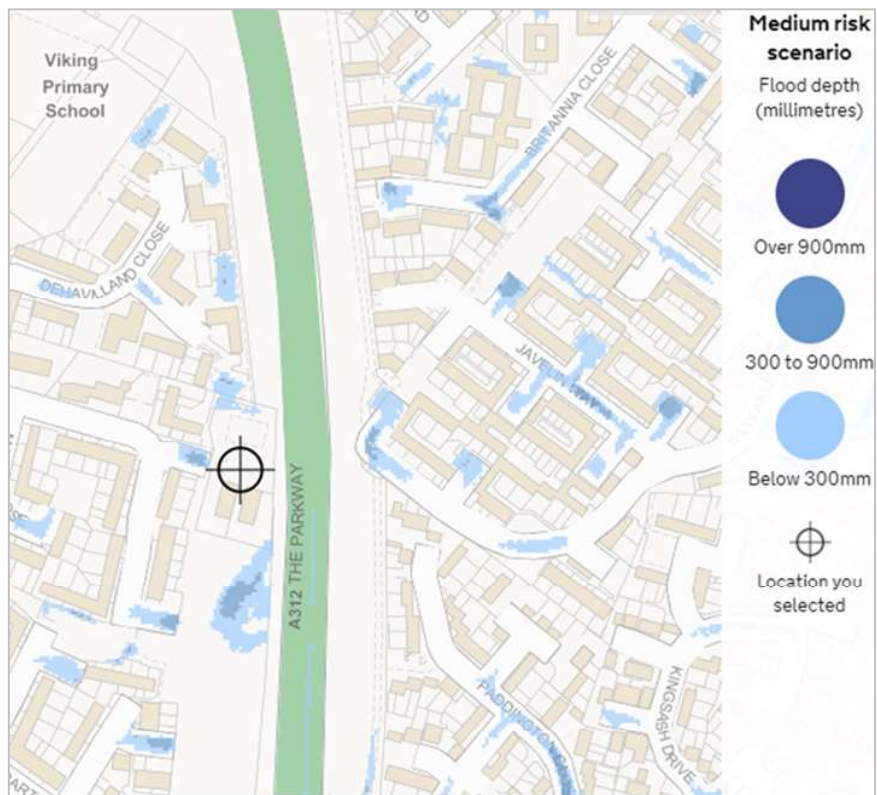 Viking
Primary
School
DEHAVILLAND CLOSE
BRITANNIA CLOSE
JAVELIN WAY
A312 THE PARKWAY
KINGSASH DRIVE
Medium risk
scenario
Flood depth
(millimetres)
Over 900mm
300 to 900mm
Below 300mm
Location you
selected